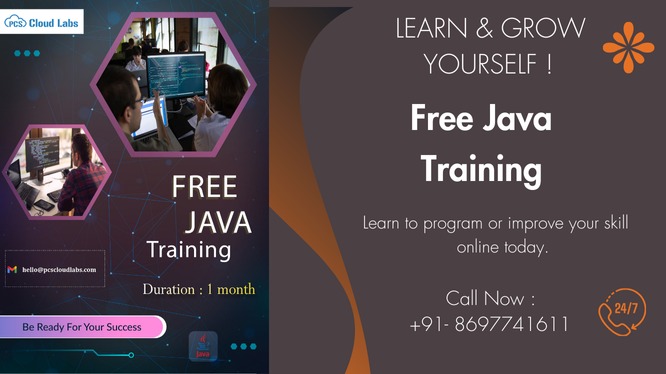 PCS Cloud Labs
FREE
JAVA
Training
hello@pcscloudlabs.com
Duration : 1 month
Be Ready For Your Success
java
LEARN & GROW
YOURSELF !
Free Java
Training
Learn to program or improve your skill
online today.
Call Now :
+91- 8697741611
24/7